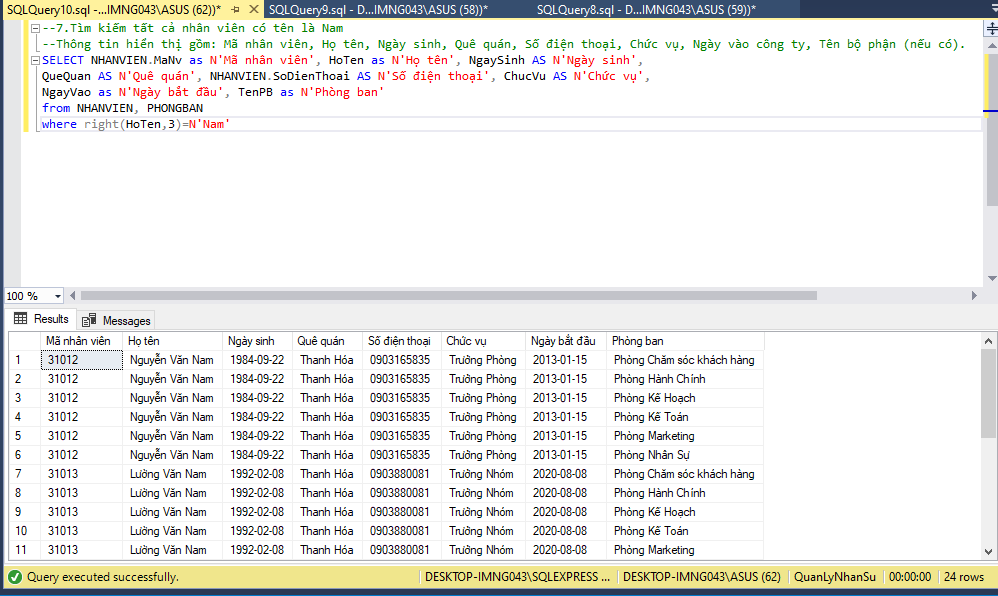 SQLQuery10.sql -...IMNG043\ASUS (62))* SQLQuery9.sql - D...IMNG043\ASUS (58))* SQLQuery8.sql - D...IMNG043\ASUS (59))*
--7.Tìm kiếm tất cả nhân viên có tên là Nam
--Thông tin hiển thị gồm: Mã nhân viên, Họ tên, Ngày sinh, Quê quán, Số điện thoại, Chức vụ, Ngày vào công ty, Tên bộ phận (nếu có).
SELECT NHANVIEN.MaNv as N'Mã nhân viên', HoTen as N'Họ tên', NgaySinh AS N'Ngày sinh',
QueQuan AS N'Quê quán', NHANVIEN.SoDienThoai AS N'Số điện thoại', ChucVu AS N'Chức vụ',
NgayVao as N'Ngày bắt đầu', TenPB as N'Phòng ban'
from NHANVIEN, PHONGBAN
where right(HoTen,3)=N'Nam'
100 %
Results Messages
Mã nhân viên Họ tên Ngày sinh Quê quán Số điện thoại Chức vụ Ngày bắt đầu Phòng ban
1 31012 Nguyễn Văn Nam 1984-09-22 Thanh Hóa 0903165835 Trưởng Phòng 2013-01-15 Phòng Chăm sóc khách hàng
2 31012 Nguyễn Văn Nam 1984-09-22 Thanh Hóa 0903165835 Trưởng Phòng 2013-01-15 Phòng Hành Chính
3 31012 Nguyễn Văn Nam 1984-09-22 Thanh Hóa 0903165835 Trưởng Phòng 2013-01-15 Phòng Kế Hoạch
4 31012 Nguyễn Văn Nam 1984-09-22 Thanh Hóa 0903165835 Trưởng Phòng 2013-01-15 Phòng Kế Toán
5 31012 Nguyễn Văn Nam 1984-09-22 Thanh Hóa 0903165835 Trưởng Phòng 2013-01-15 Phòng Marketing
6 31012 Nguyễn Văn Nam 1984-09-22 Thanh Hóa 0903165835 Trưởng Phòng 2013-01-15 Phòng Nhân Sự
7 31013 Lường Văn Nam 1992-02-08 Thanh Hóa 0903880081 Trưởng Nhóm 2020-08-08 Phòng Chăm sóc khách hàng
8 31013 Lường Văn Nam 1992-02-08 Thanh Hóa 0903880081 Trưởng Nhóm 2020-08-08 Phòng Hành Chính
9 31013 Lường Văn Nam 1992-02-08 Thanh Hóa 0903880081 Trưởng Nhóm 2020-08-08 Phòng Kế Hoạch
10 31013 Lường Văn Nam 1992-02-08 Thanh Hóa 0903880081 Trưởng Nhóm 2020-08-08 Phòng Kế Toán
11 31013 Lường Văn Nam 1992-02-08 Thanh Hóa 0903880081 Trưởng Nhóm 2020-08-08 Phòng Marketing
Query executed successfully. DESKTOP-IMNG043\SQLEXPRESS ... DESKTOP-IMNG043\ASUS (62) QuanLyNhanSu 00:00:00 24 rows